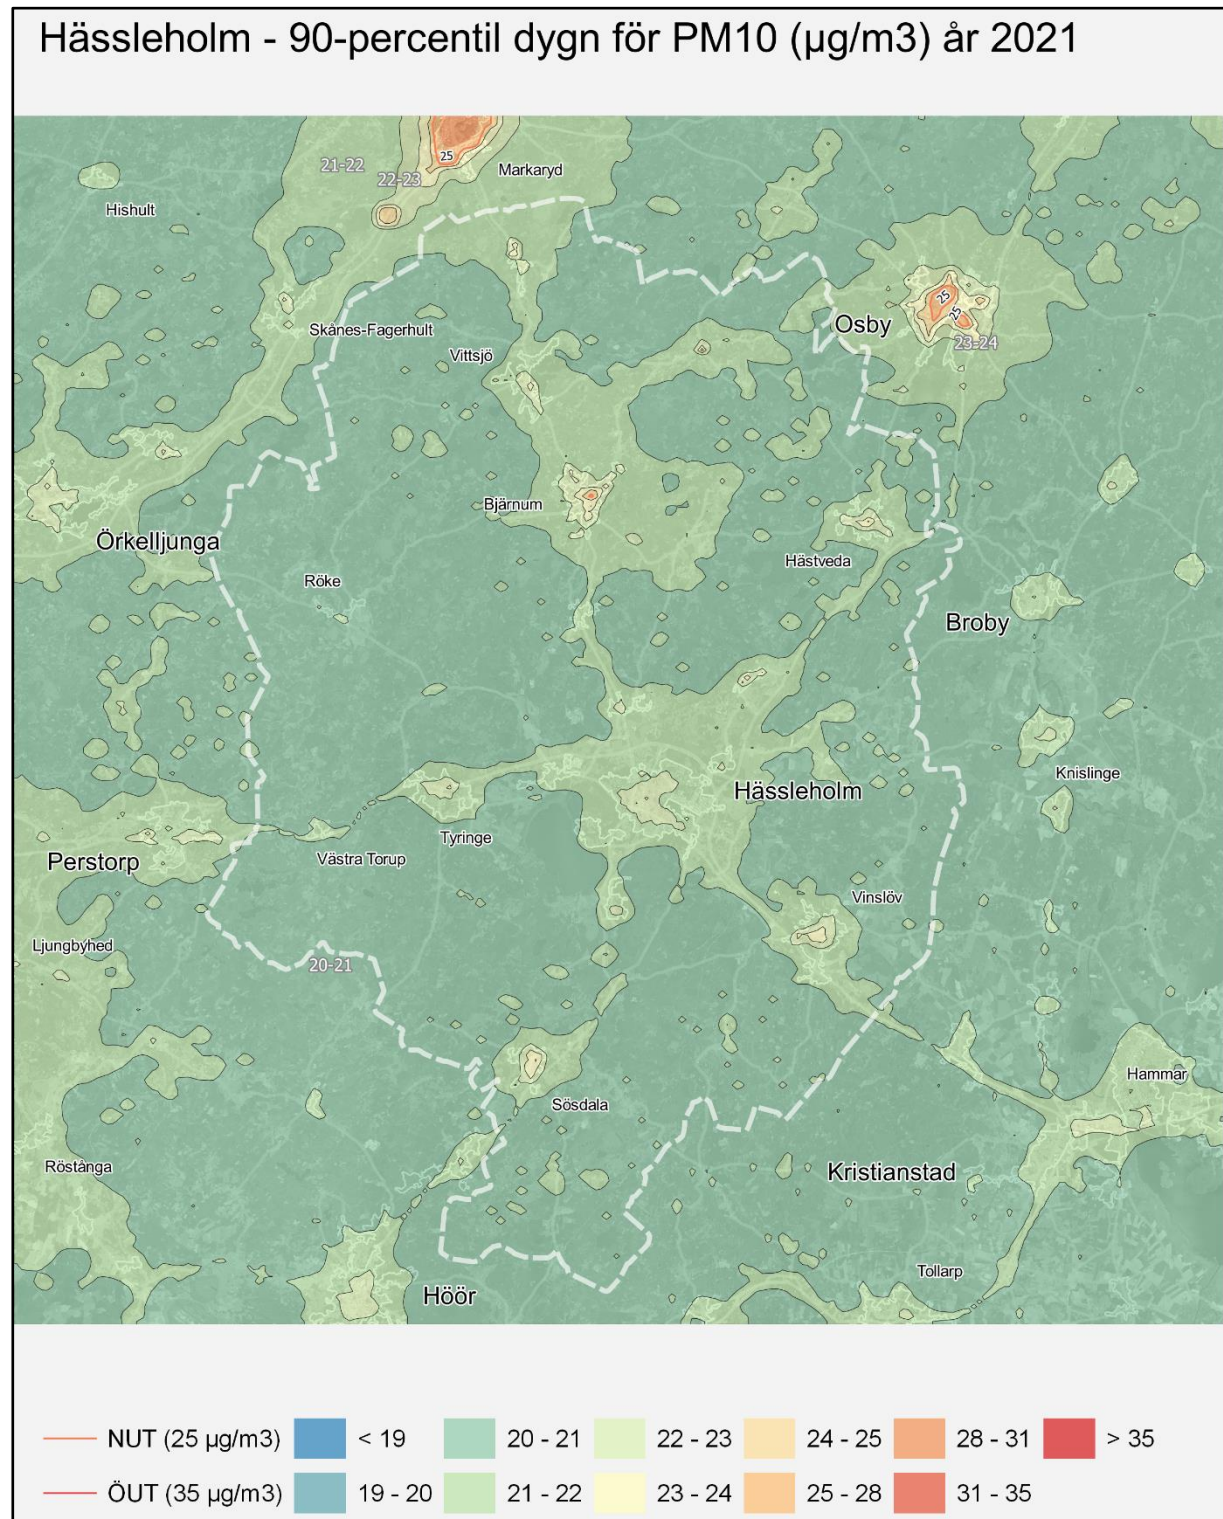 Hässleholm - 90-percentil dygn för PM10 (µg/m3) år 2021
25
21-22
Markaryd
22-23
Hishult
25
25
Skånes-Fagerhult
Osby
23-24
Vittsjö
Bjärnum
Örkelljunga
Hästveda
Röke
Broby
Knislinge
Hässleholm
Tyringe
Västra Torup
Perstorp
Vinslöv
Ljungbyhed
20-21
Hammar
Sösdala
Röstånga
Kristianstad
Tollarp
Höör
NUT (25 µg/m3) < 19 20 - 21 22 - 23 24 - 25 28 - 31 > 35
ÖUT (35 µg/m3) 19 - 20 21 - 22 23 - 24 25 - 28 31 - 35